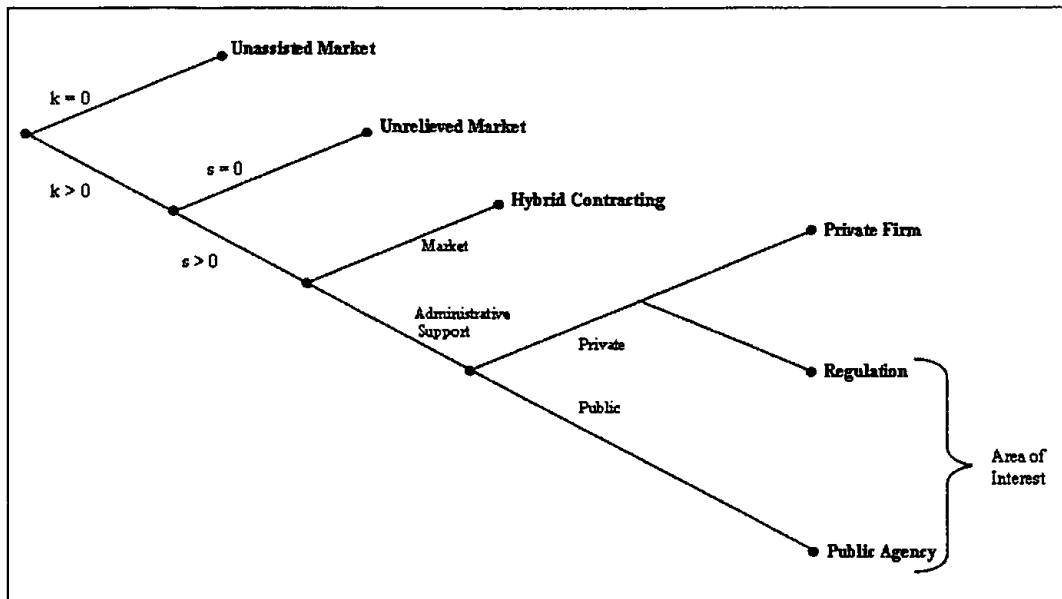 Unassisted Market
k = 0
Unrelieved Market
s = 0
k > 0
Hybrid Contracting
Private Firm
Market
s > 0
Administrative
Support
Private
Regulation
Public
Area of
Interest
Public Agency